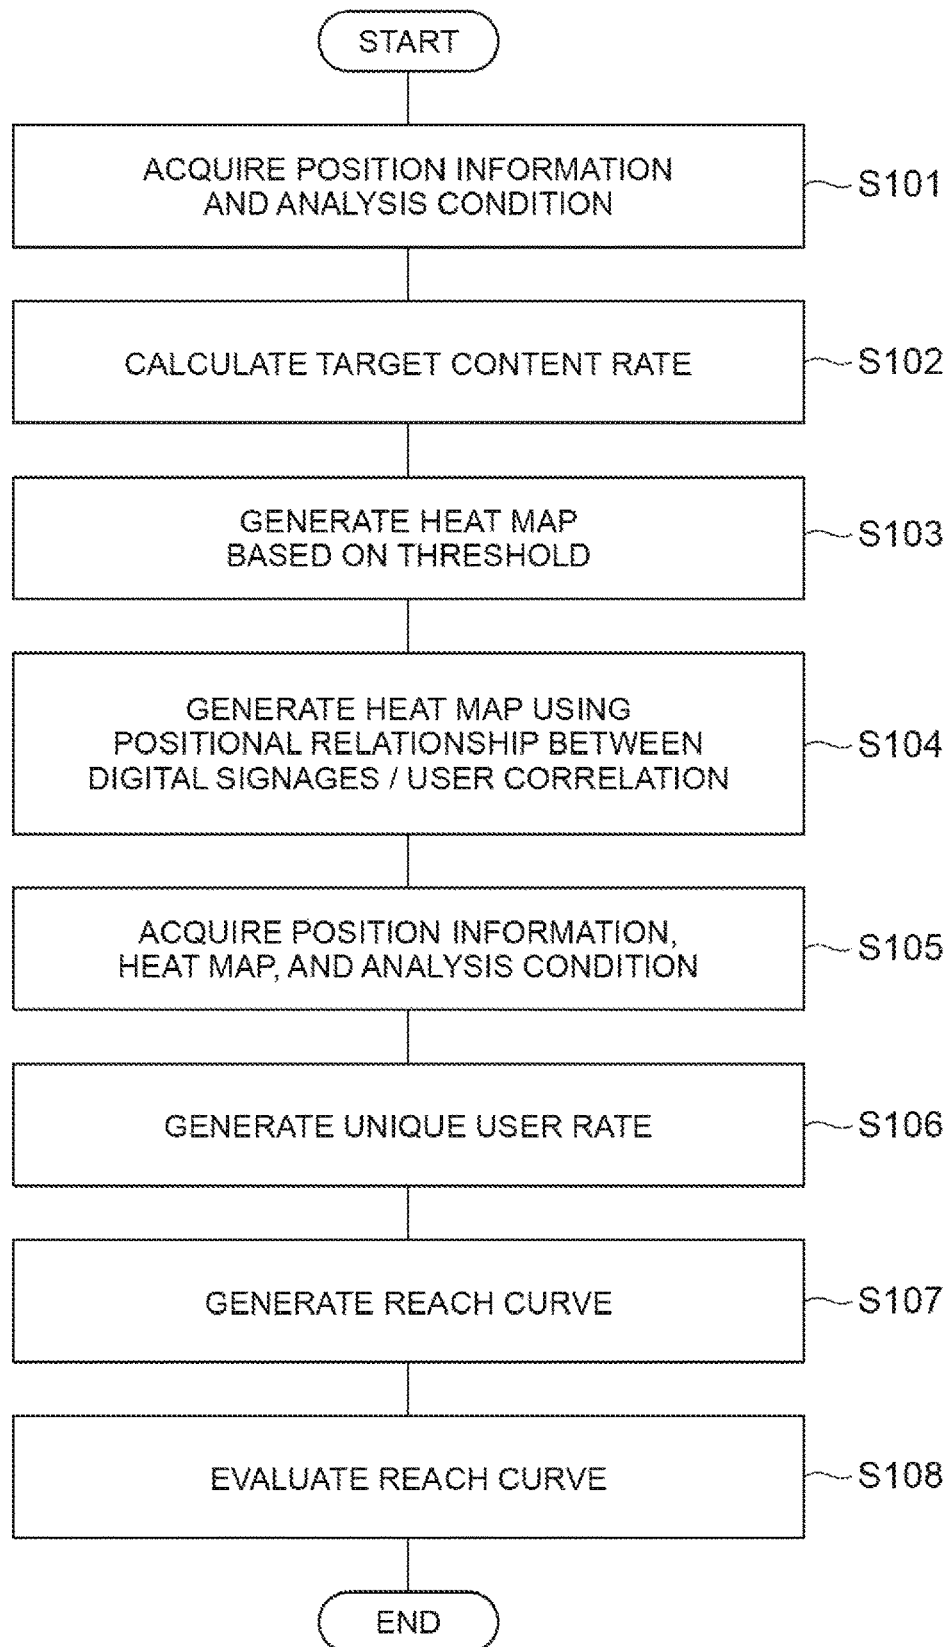 START
ACQUIRE POSITION INFORMATION
AND ANALYSIS CONDITION
S101
CALCULATE TARGET CONTENT RATE
S102
GENERATE HEAT MAP
BASED ON THRESHOLD
S103
GENERATE HEAT MAP USING
POSITIONAL RELATIONSHIP BETWEEN
DIGITAL SIGNAGES / USER CORRELATION
S104
ACQUIRE POSITION INFORMATION,
HEAT MAP, AND ANALYSIS CONDITION
S105
GENERATE UNIQUE USER RATE
S106
GENERATE REACH CURVE
S107
EVALUATE REACH CURVE
S108
END